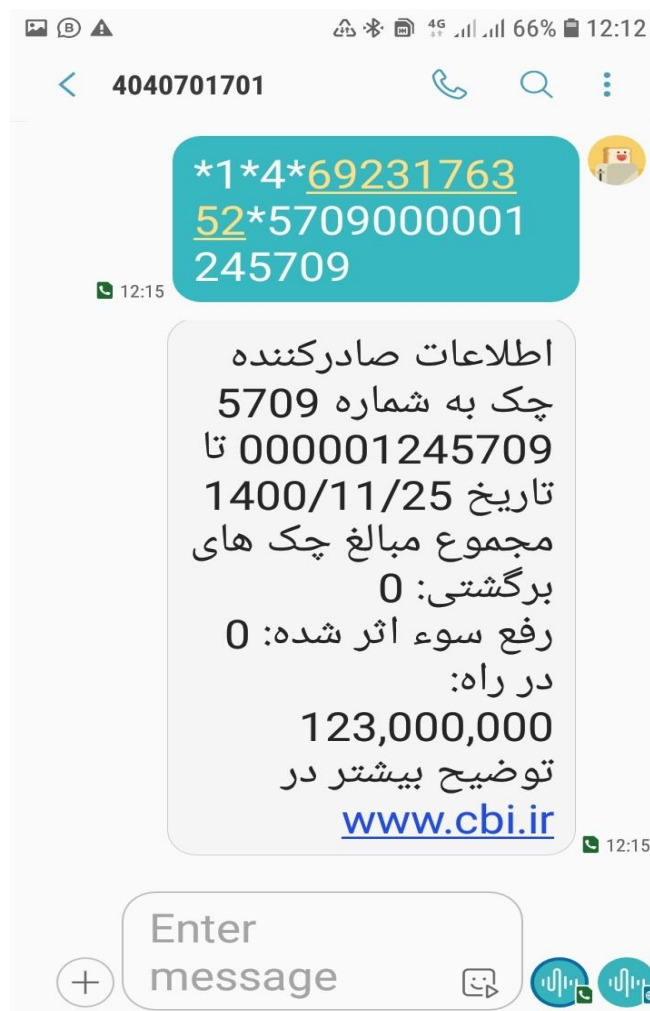 4G 66% 12:12
4040701701
*1*4*69231763
52*5709000001
245709
12:15
اطلاعات صادرکننده
چک به شماره 5709
000001245709 تا
تاریخ 1400/11/25
مجموع مبالغ چک های
برگشتی: 0
رفع سوء اثر شده: 0
در راه:
123,000,000
توضیح بیشتر در
www.cbi.ir
12:15
Enter
message